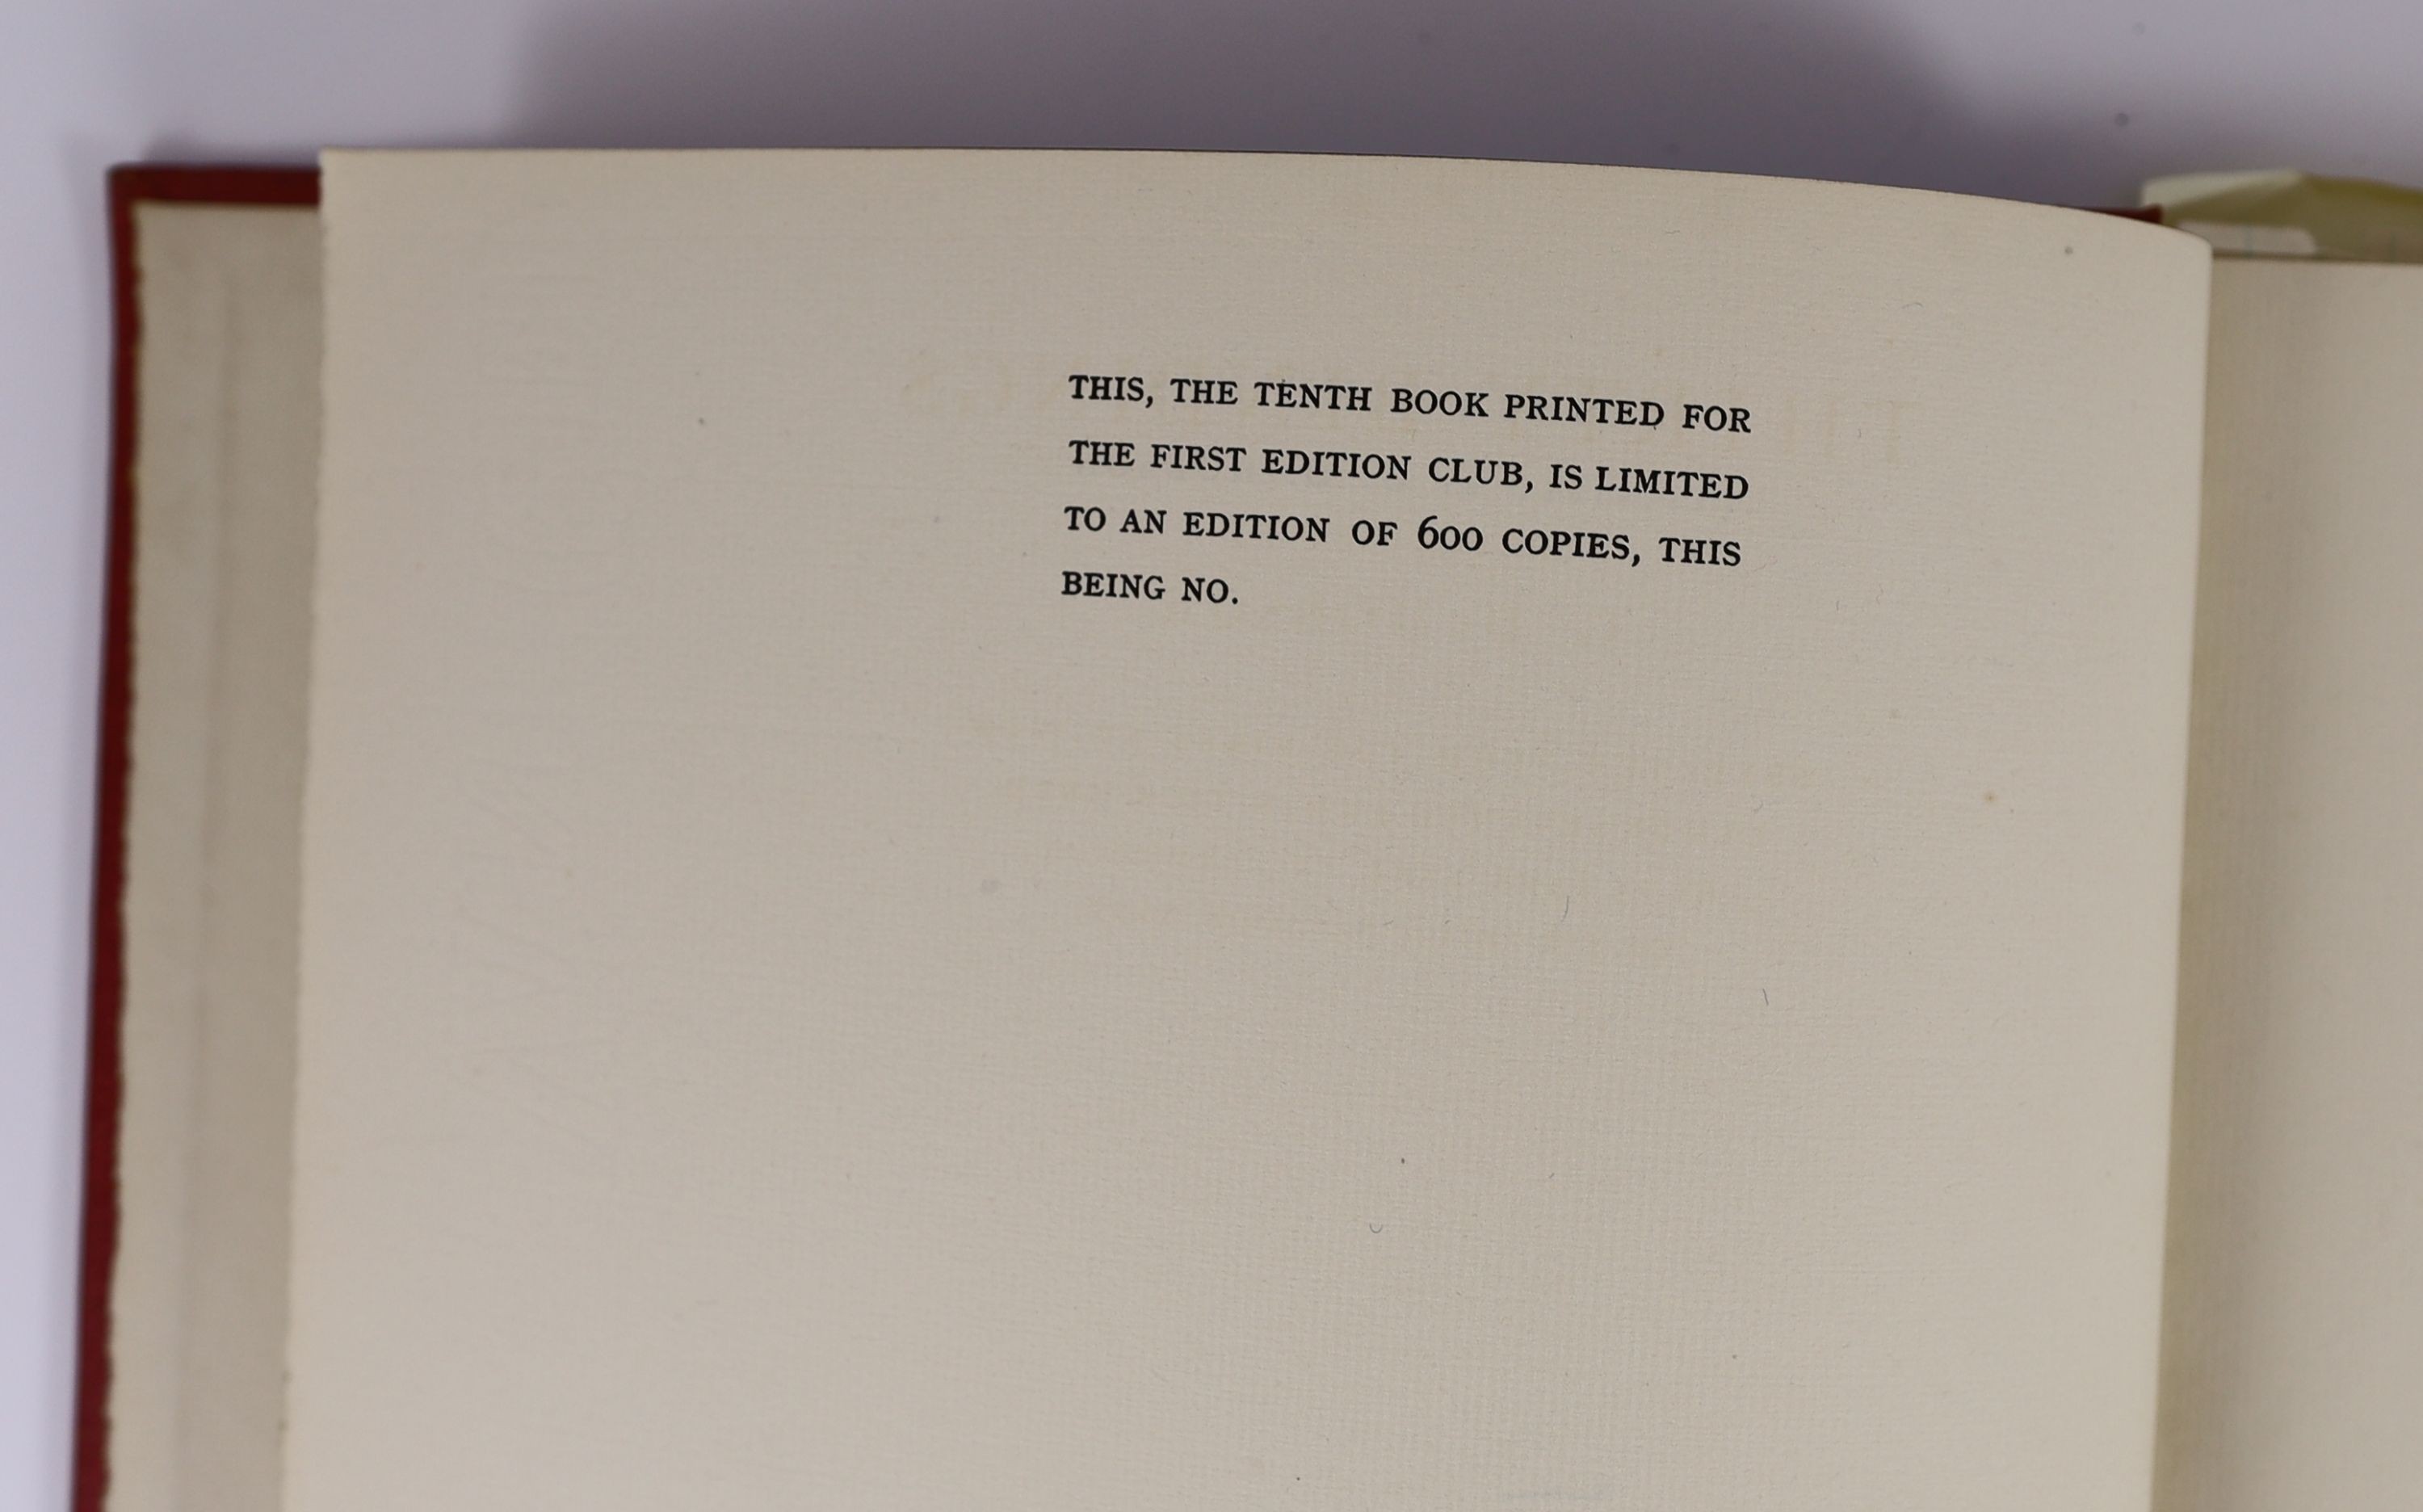 THIS, THE TENTH BOOK PRINTED FOR
THE FIRST EDITION CLUB, IS LIMITED
TO AN EDITION OF 600 COPIES, THIS
BEING NO.